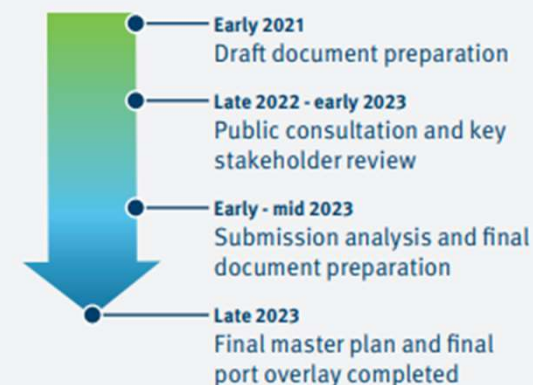 Early 2021
Draft document preparation
Late 2022 - early 2023
Public consultation and key
stakeholder review
Early - mid 2023
Submission analysis and final
document preparation
Late 2023
Final master plan and final
port overlay completed